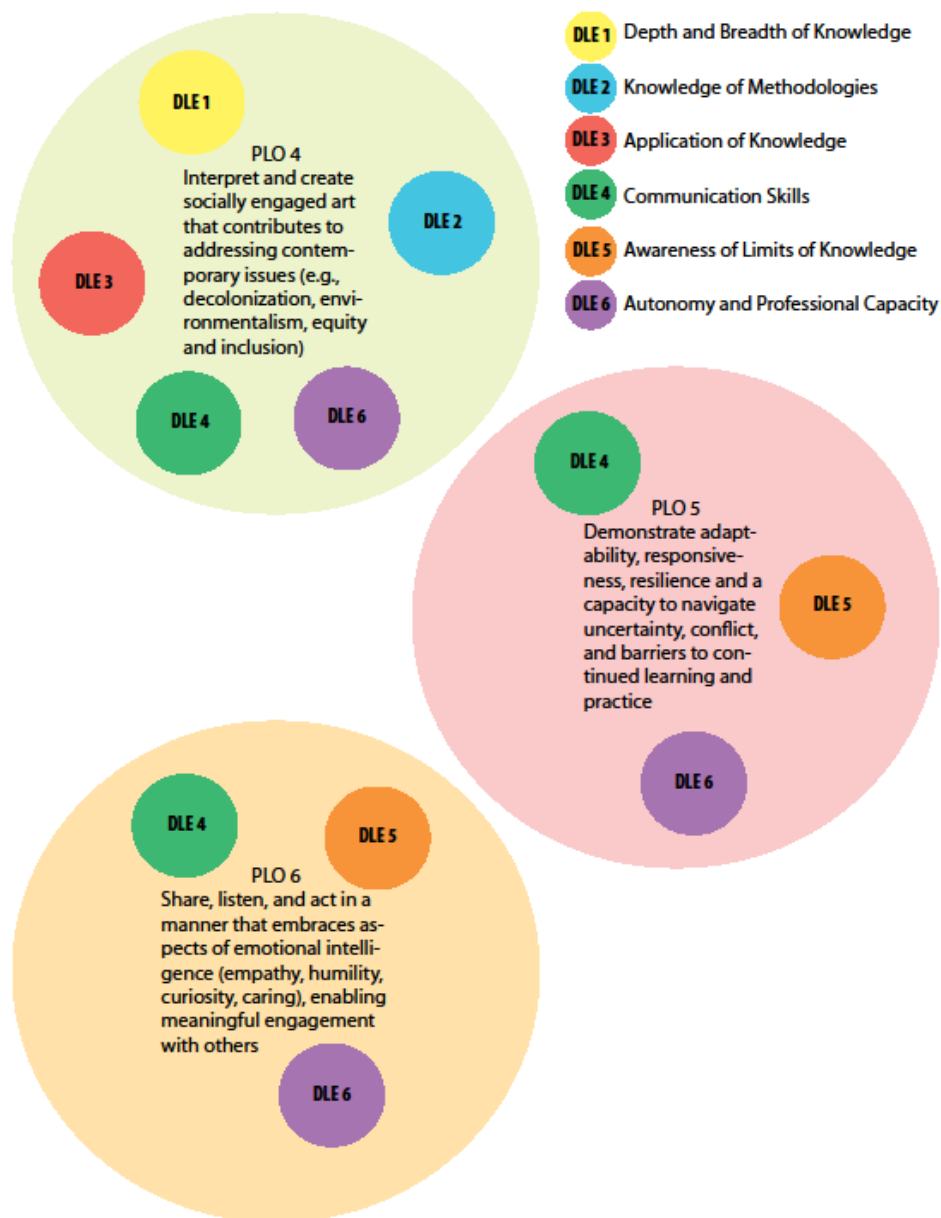 DLE 1
PLO 4
Interpret and create
socially engaged art
that contributes to
addressing contem-
porary issues (e.g.,
decolonization, envi-
ronmentalism, equity
and inclusion)
DLE 2
DLE 3
DLE 4
DLE 6
DLE 1 Depth and Breadth of Knowledge
DLE 2 Knowledge of Methodologies
DLE 3 Application of Knowledge
DLE 4 Communication Skills
DLE 5 Awareness of Limits of Knowledge
DLE 6 Autonomy and Professional Capacity
DLE 4
PLO 5
Demonstrate adapt-
ability, responsive-
ness, resilience and a
capacity to navigate
uncertainty, conflict,
and barriers to con-
tinued learning and
practice
DLE 5
DLE 6
DLE 4
DLE 5
PLO 6
Share, listen, and act in a
manner that embraces as-
pects of emotional intelli-
gence (empathy, humility,
curiosity, caring), enabling
meaningful engagement
with others
DLE 6